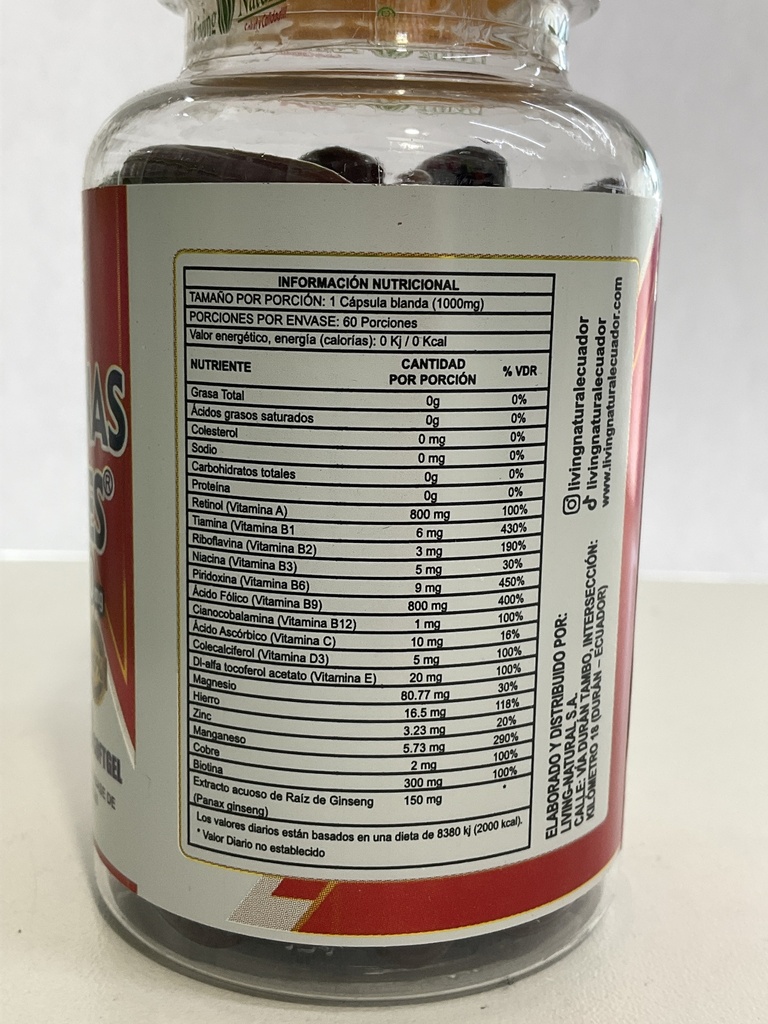 Living Natural
Calidad
AS
ES®
SOFTGEL
BASE DE
INFORMACIÓN NUTRICIONAL
TAMAÑO POR PORCIÓN: 1 Cápsula blanda (1000mg)
PORCIONES POR ENVASE: 60 Porciones
Valor energético, energía (calorías): 0 Kj / 0 Kcal
NUTRIENTE CANTIDAD POR PORCIÓN % VDR
Grasa Total 0g 0%
Ácidos grasos saturados 0g 0%
Colesterol 0 mg 0%
Sodio 0 mg 0%
Carbohidratos totales 0g 0%
Proteína 0g 0%
Retinol (Vitamina A) 800 mg 100%
Tiamina (Vitamina B1 6 mg 430%
Riboflavina (Vitamina B2) 3 mg 190%
Niacina (Vitamina B3) 5 mg 30%
Piridoxina (Vitamina B6) 9 mg 450%
Ácido Fólico (Vitamina B9) 800 mg 400%
Cianocobalamina (Vitamina B12) 1 mg 100%
Ácido Ascórbico (Vitamina C) 10 mg 16%
Colecalciferol (Vitamina D3) 5 mg 100%
Dl-alfa tocoferol acetato (Vitamina E) 20 mg 100%
Magnesio 80.77 mg 30%
Hierro 16.5 mg 118%
Zinc 3.23 mg 20%
Manganeso 5.73 mg 290%
Cobre 2 mg 100%
Biotina 300 mg 100%
Extracto acuoso de Raíz de Ginseng 150 mg *
(Panax ginseng)
Los valores diarios están basados en una dieta de 8380 kj (2000 kcal).
* Valor Diario no establecido
livingnaturalecuador
livingnaturalecuador
www.livingnaturalecuador.com
ELABORADO Y DISTRIBUIDO POR:
LIVING-NATURAL S.A.
CALLE: VÍA DURÁN TAMBO, INTERSECCIÓN:
KILÓMETRO 18 (DURÁN – ECUADOR)